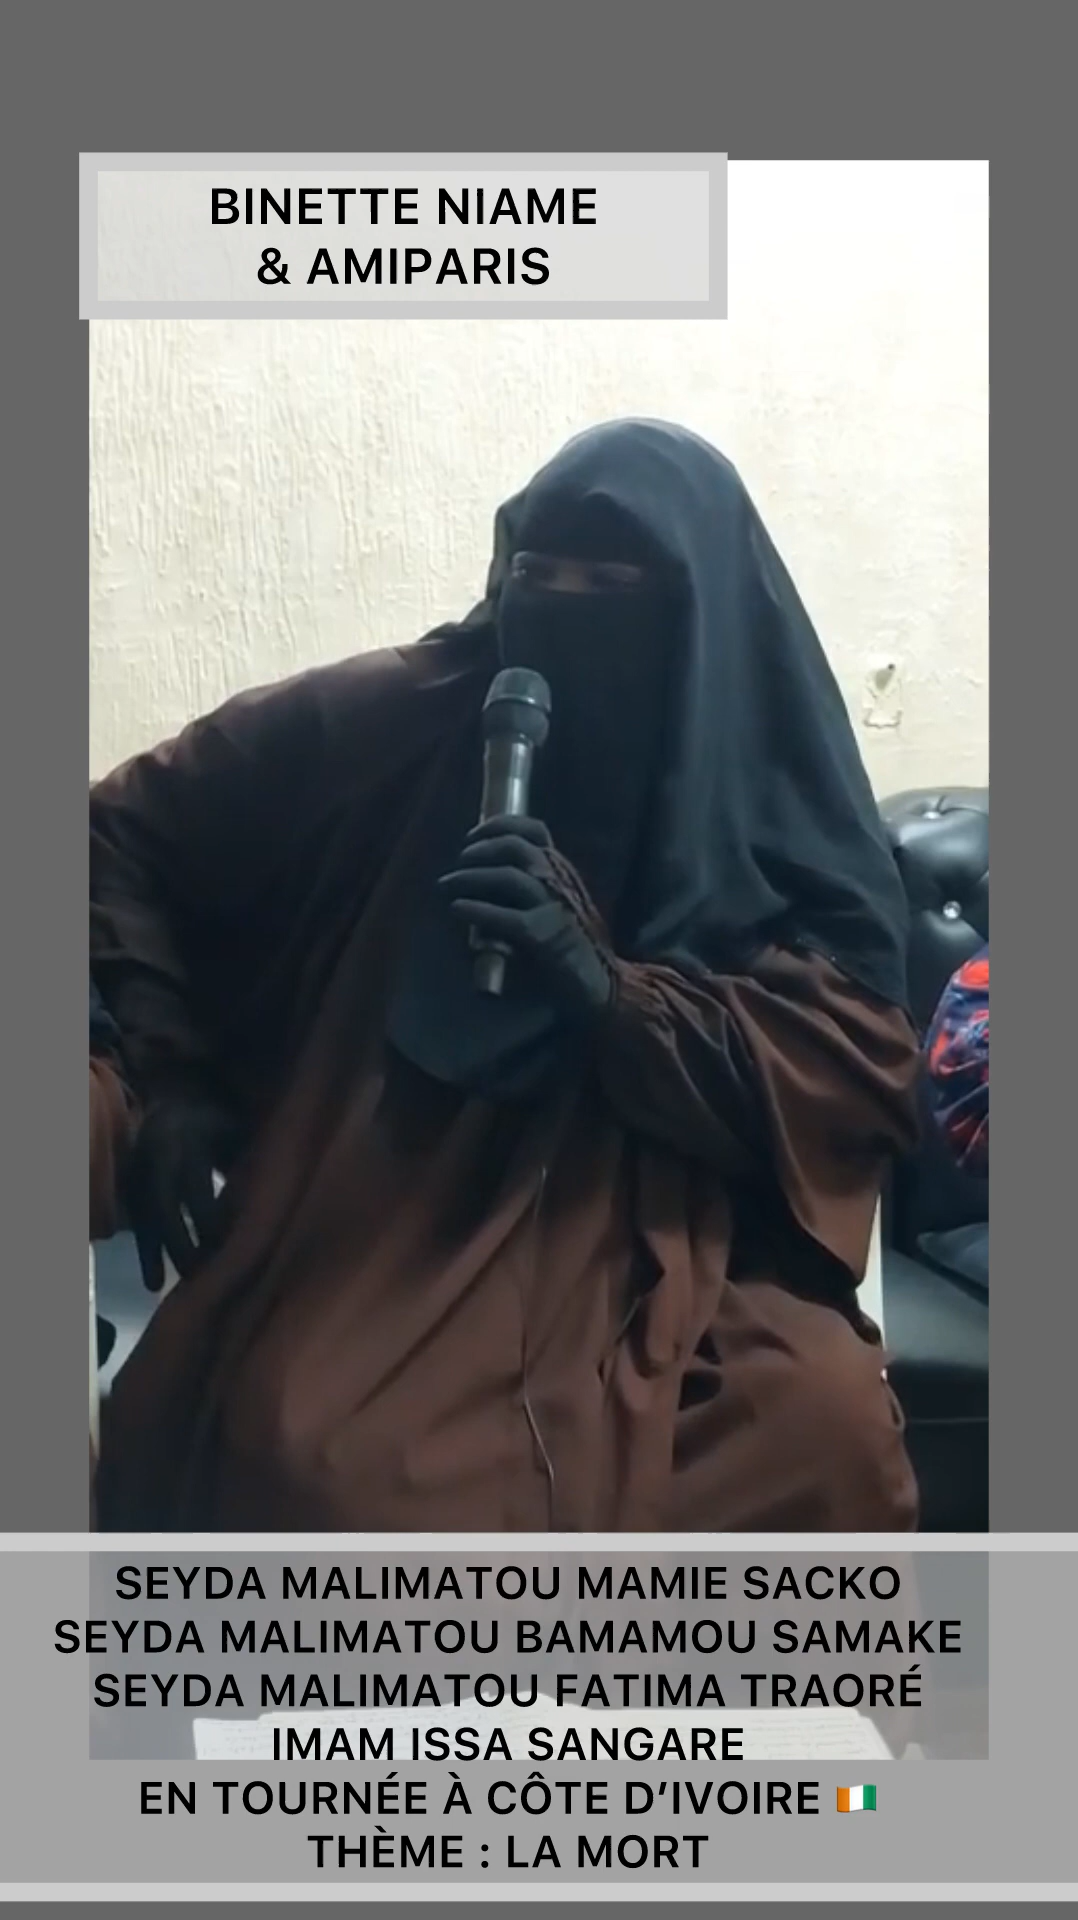 BINETTE NIAME
& AMIPARIS
SEYDA MALIMATOU MAMIE SACKO
SEYDA MALIMATOU BAMAMOU SAMAKE
SEYDA MALIMATOU FATIMA TRAORÉ
IMAM ISSA SANGARE
EN TOURNÉE À CÔTE D’IVOIRE 🇨🇮
THÈME : LA MORT